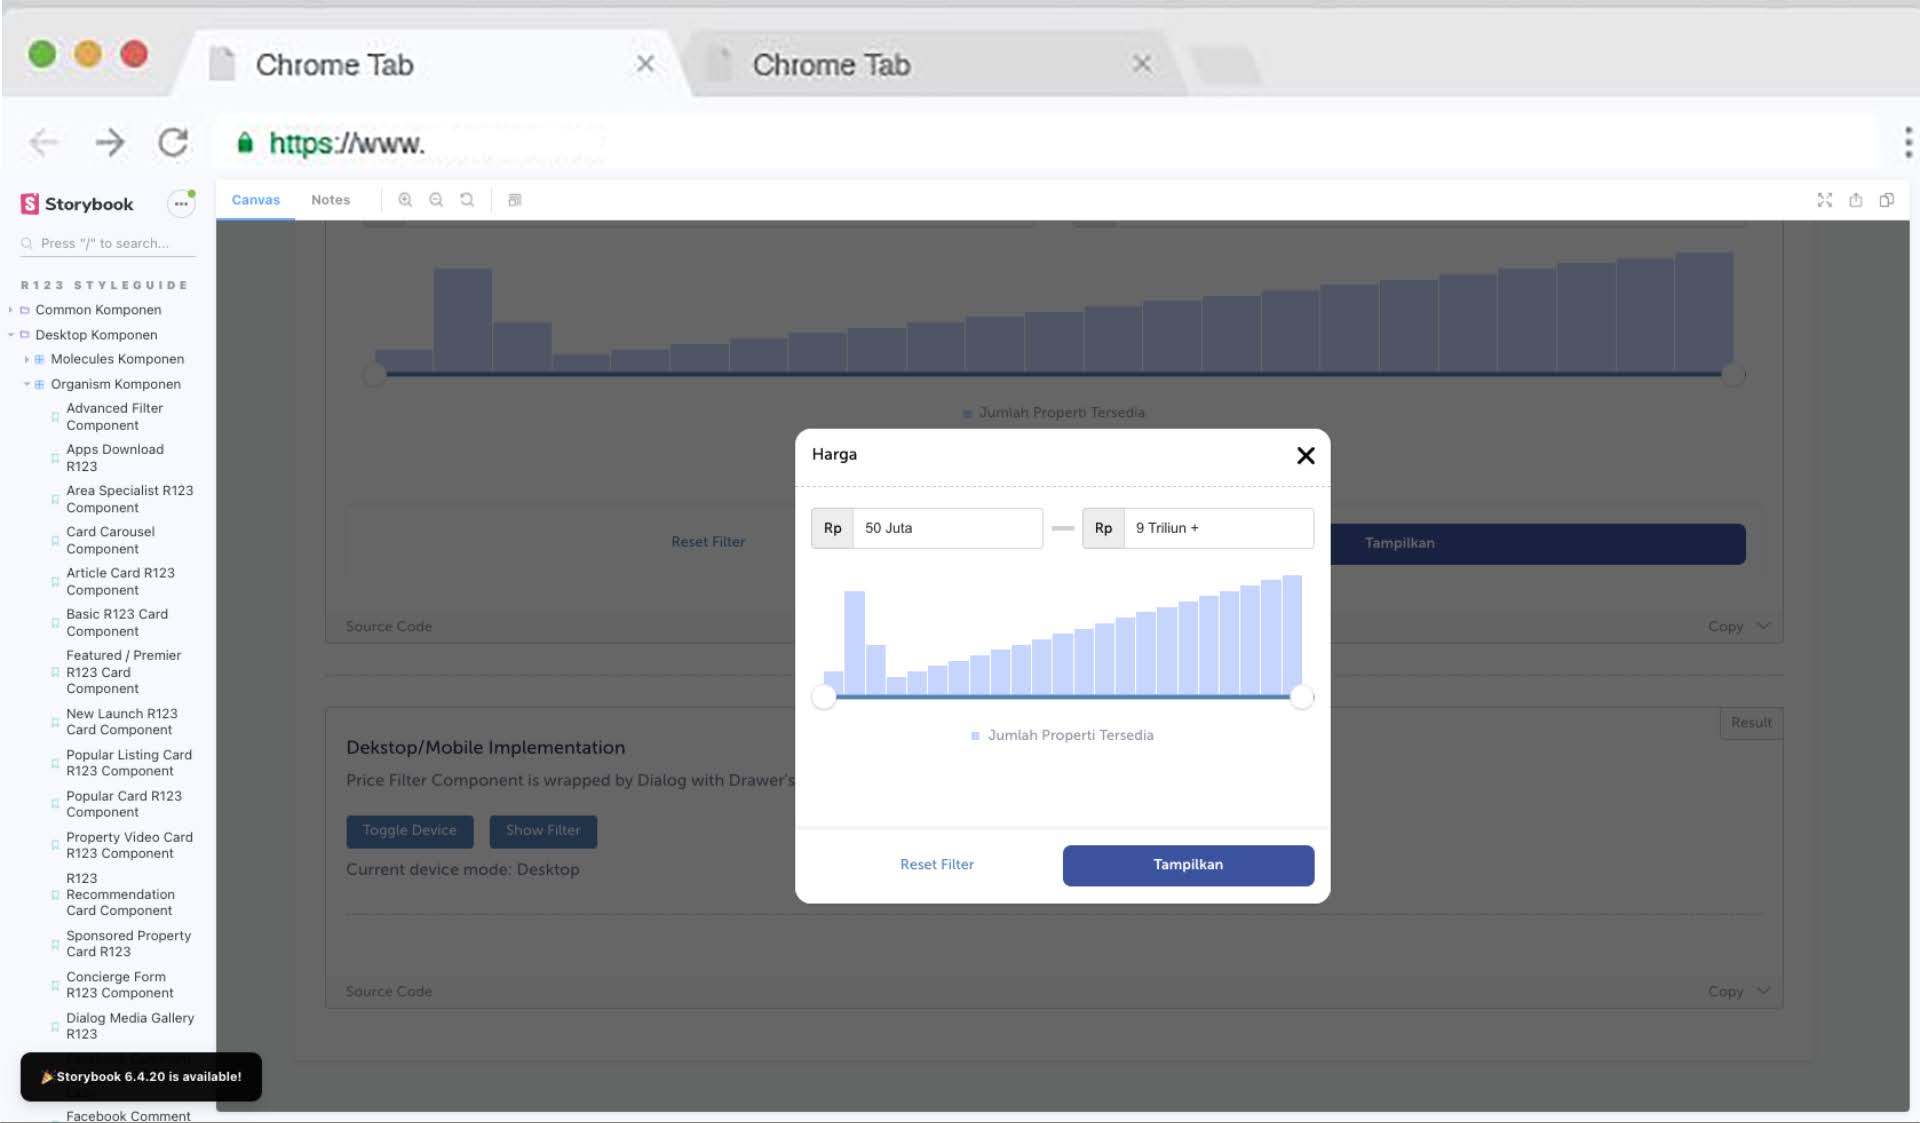 Chrome Tab
Chrome Tab
https://www.
Storybook
Canvas
Notes
Press "/" to search...
R123 STYLEGUIDE
Common Komponen
Desktop Komponen
Molecules Komponen
Organism Komponen
Advanced Filter
Component
Apps Download
R123
Area Specialist R123
Component
Card Carousel
Component
Article Card R123
Component
Basic R123 Card
Component
Featured / Premier
R123 Card
Component
New Launch R123
Card Component
Popular Listing Card
R123 Component
Popular Card R123
Component
Property Video Card
R123 Component
R123
Recommendation
Card Component
Sponsored Property
Card R123
Concierge Form
R123 Component
Dialog Media Gallery
R123
Storybook 6.4.20 is available!
Facebook Comment
Jumlah Properti Tersedia
Reset Filter
Tampilkan
Source Code
Copy
Result
Dekstop/Mobile Implementation
Price Filter Component is wrapped by Dialog with Drawer's
Toggle Device
Show Filter
Current device mode: Desktop
Source Code
Copy
Harga
Rp
50 Juta
Rp
9 Triliun +
Jumlah Properti Tersedia
Reset Filter
Tampilkan